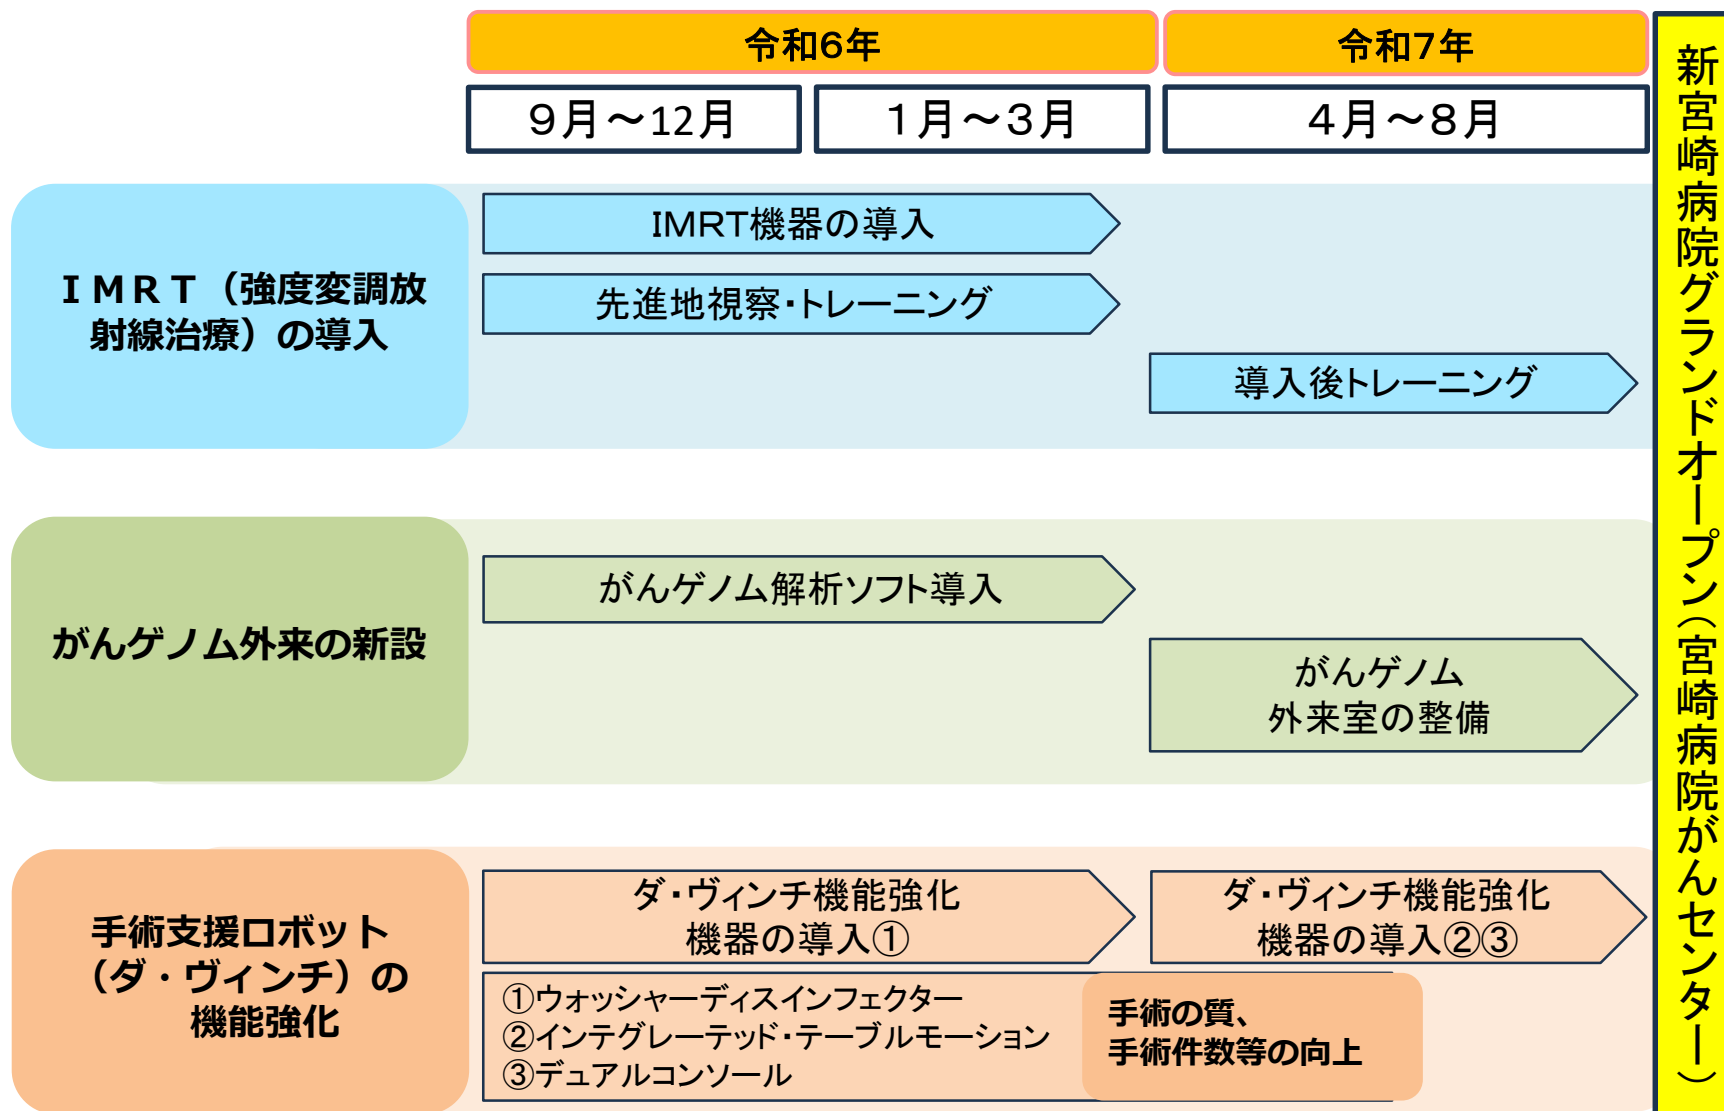 令和6年
令和7年
９月～12月
１月～３月
４月～８月
ＩＭＲＴ（強度変調放
射線治療）の導入
IMRT機器の導入
先進地視察・トレーニング
導入後トレーニング
がんゲノム外来の新設
がんゲノム解析ソフト導入
がんゲノム
外来室の整備
手術支援ロボット
（ダ・ヴィンチ）の
機能強化
ダ・ヴィンチ機能強化
機器の導入①
ダ・ヴィンチ機能強化
機器の導入②③
①ウォッシャーディスインフェクター
②インテグレーテッド・テーブルモーション
③デュアルコンソール
手術の質、
手術件数等の向上
新宮崎病院グランドオープン（宮崎病院がんセンター）